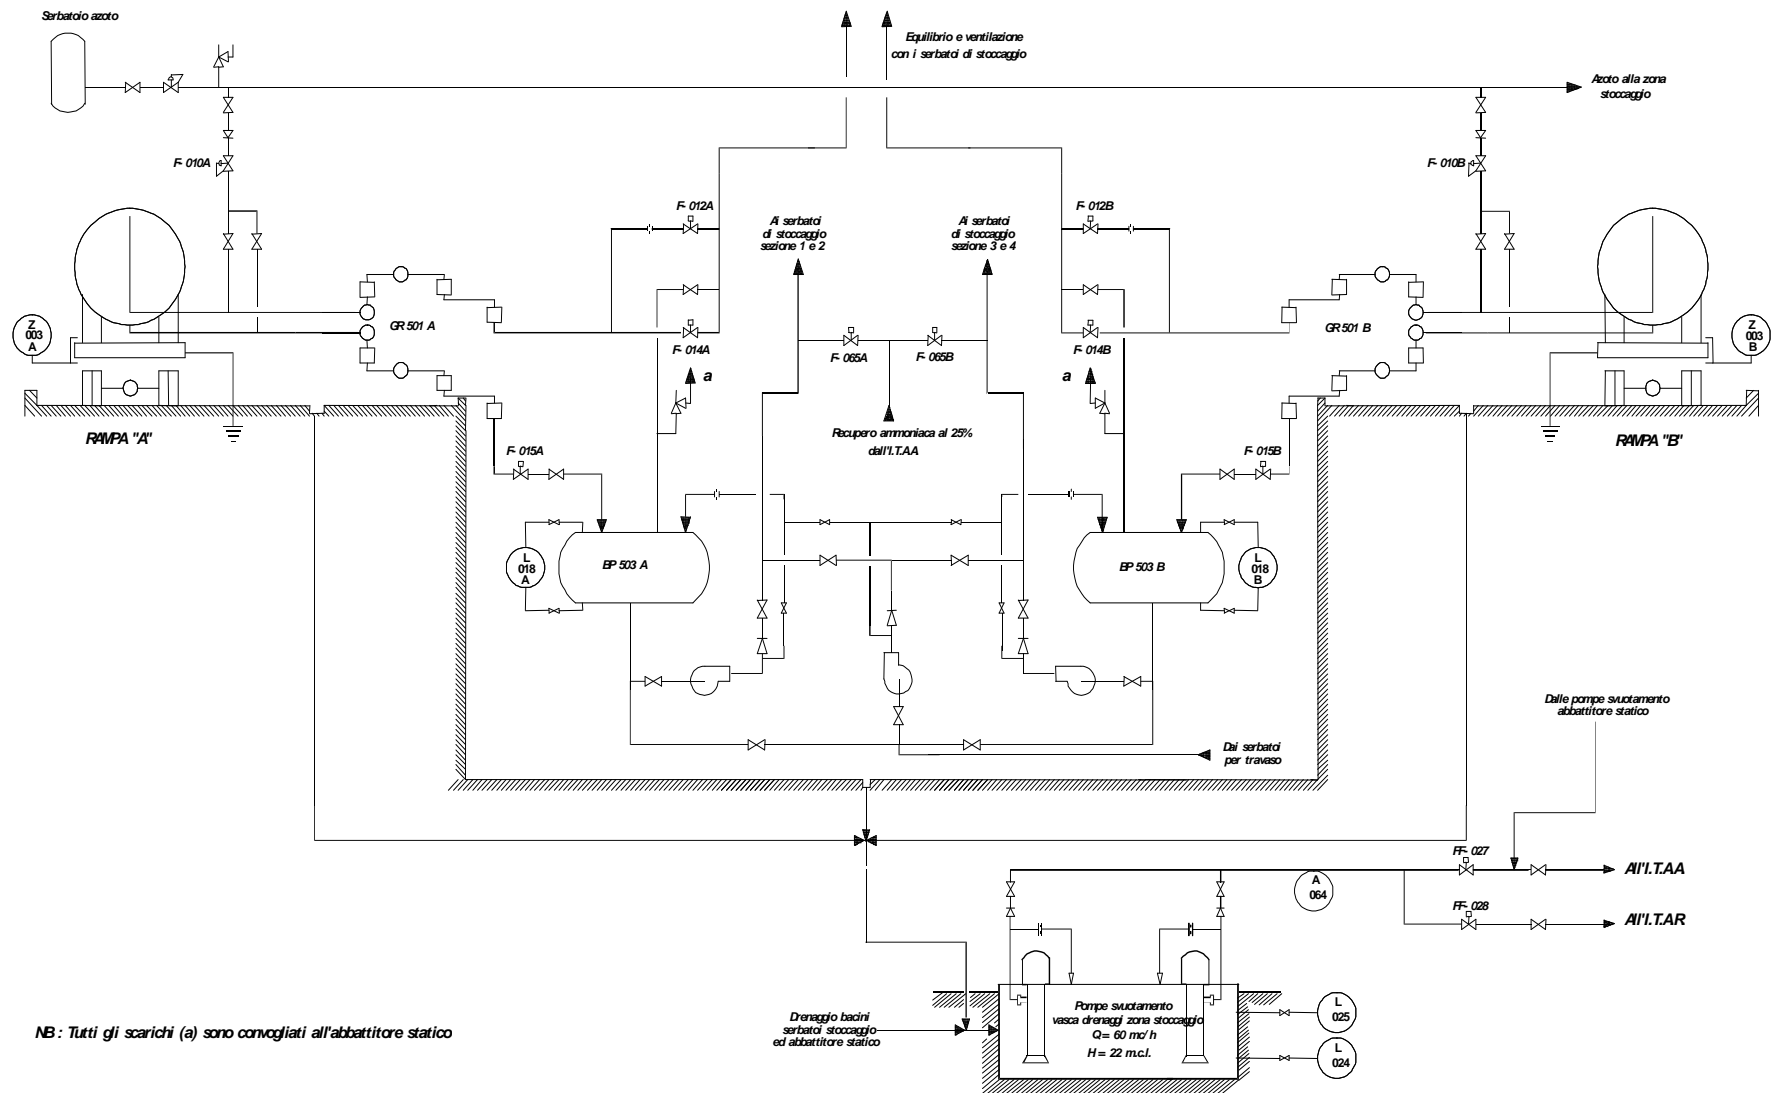 Serbatoio azoto
Equilibrio e ventilazione
con i serbatoi di stoccaggio
Azoto alla zona
stoccaggio
F- 010A
F- 010B
F- 012A
F- 012B
Ai serbatoi
di stoccaggio
sezione 1 e 2
Ai serbatoi
di stoccaggio
sezione 3 e 4
Z
003
A
GR 501 A
GR 501 B
Z
003
B
F- 014A
F- 065A
F- 065B
F- 014B
a
a
RAMPA "A"
Recupero ammoniaca al 25%
dall'I.T.AA
RAMPA "B"
F- 015A
F- 015B
L
018
A
BP 503 A
BP 503 B
L
018
B
Dalle pompe svuotamento
abbattitore statico
Dai serbatoi
per travaso
FF- 027
All'I.T.AA
A
064
FF- 028
All'I.T.AR
Pompe svuotamento
vasca drenaggi zona stoccaggio
Q = 60 mc/h
H = 22 m.c.l.
L
025
L
024
Drenaggio bacini
serbatoi stoccaggio
ed abbattitore statico
NB : Tutti gli scarichi (a) sono convogliati all'abbattitore statico